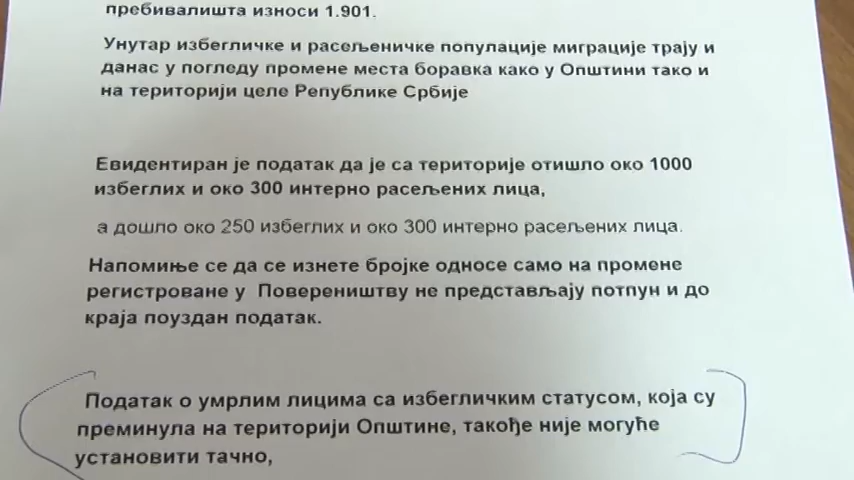 пребивалишта износи 1.901.
Унутар избегличке и расељеничке популације миграције трају и
данас у погледу промене места боравка како у Општини тако и
на територији целе Републике Србије
Евидентиран је податак да је са територије отишло око 1000
избеглих и око 300 интерно расељених лица,
а дошло око 250 избеглих и око 300 интерно расељених лица.
Напомиње се да се изнете бројке односе само на промене
регистроване у Повереништву не представљају потпун и до
краја поуздан податак.
Податак о умрлим лицима са избегличким статусом, која су
преминула на територији Општине, такође није могуће
установити тачно,